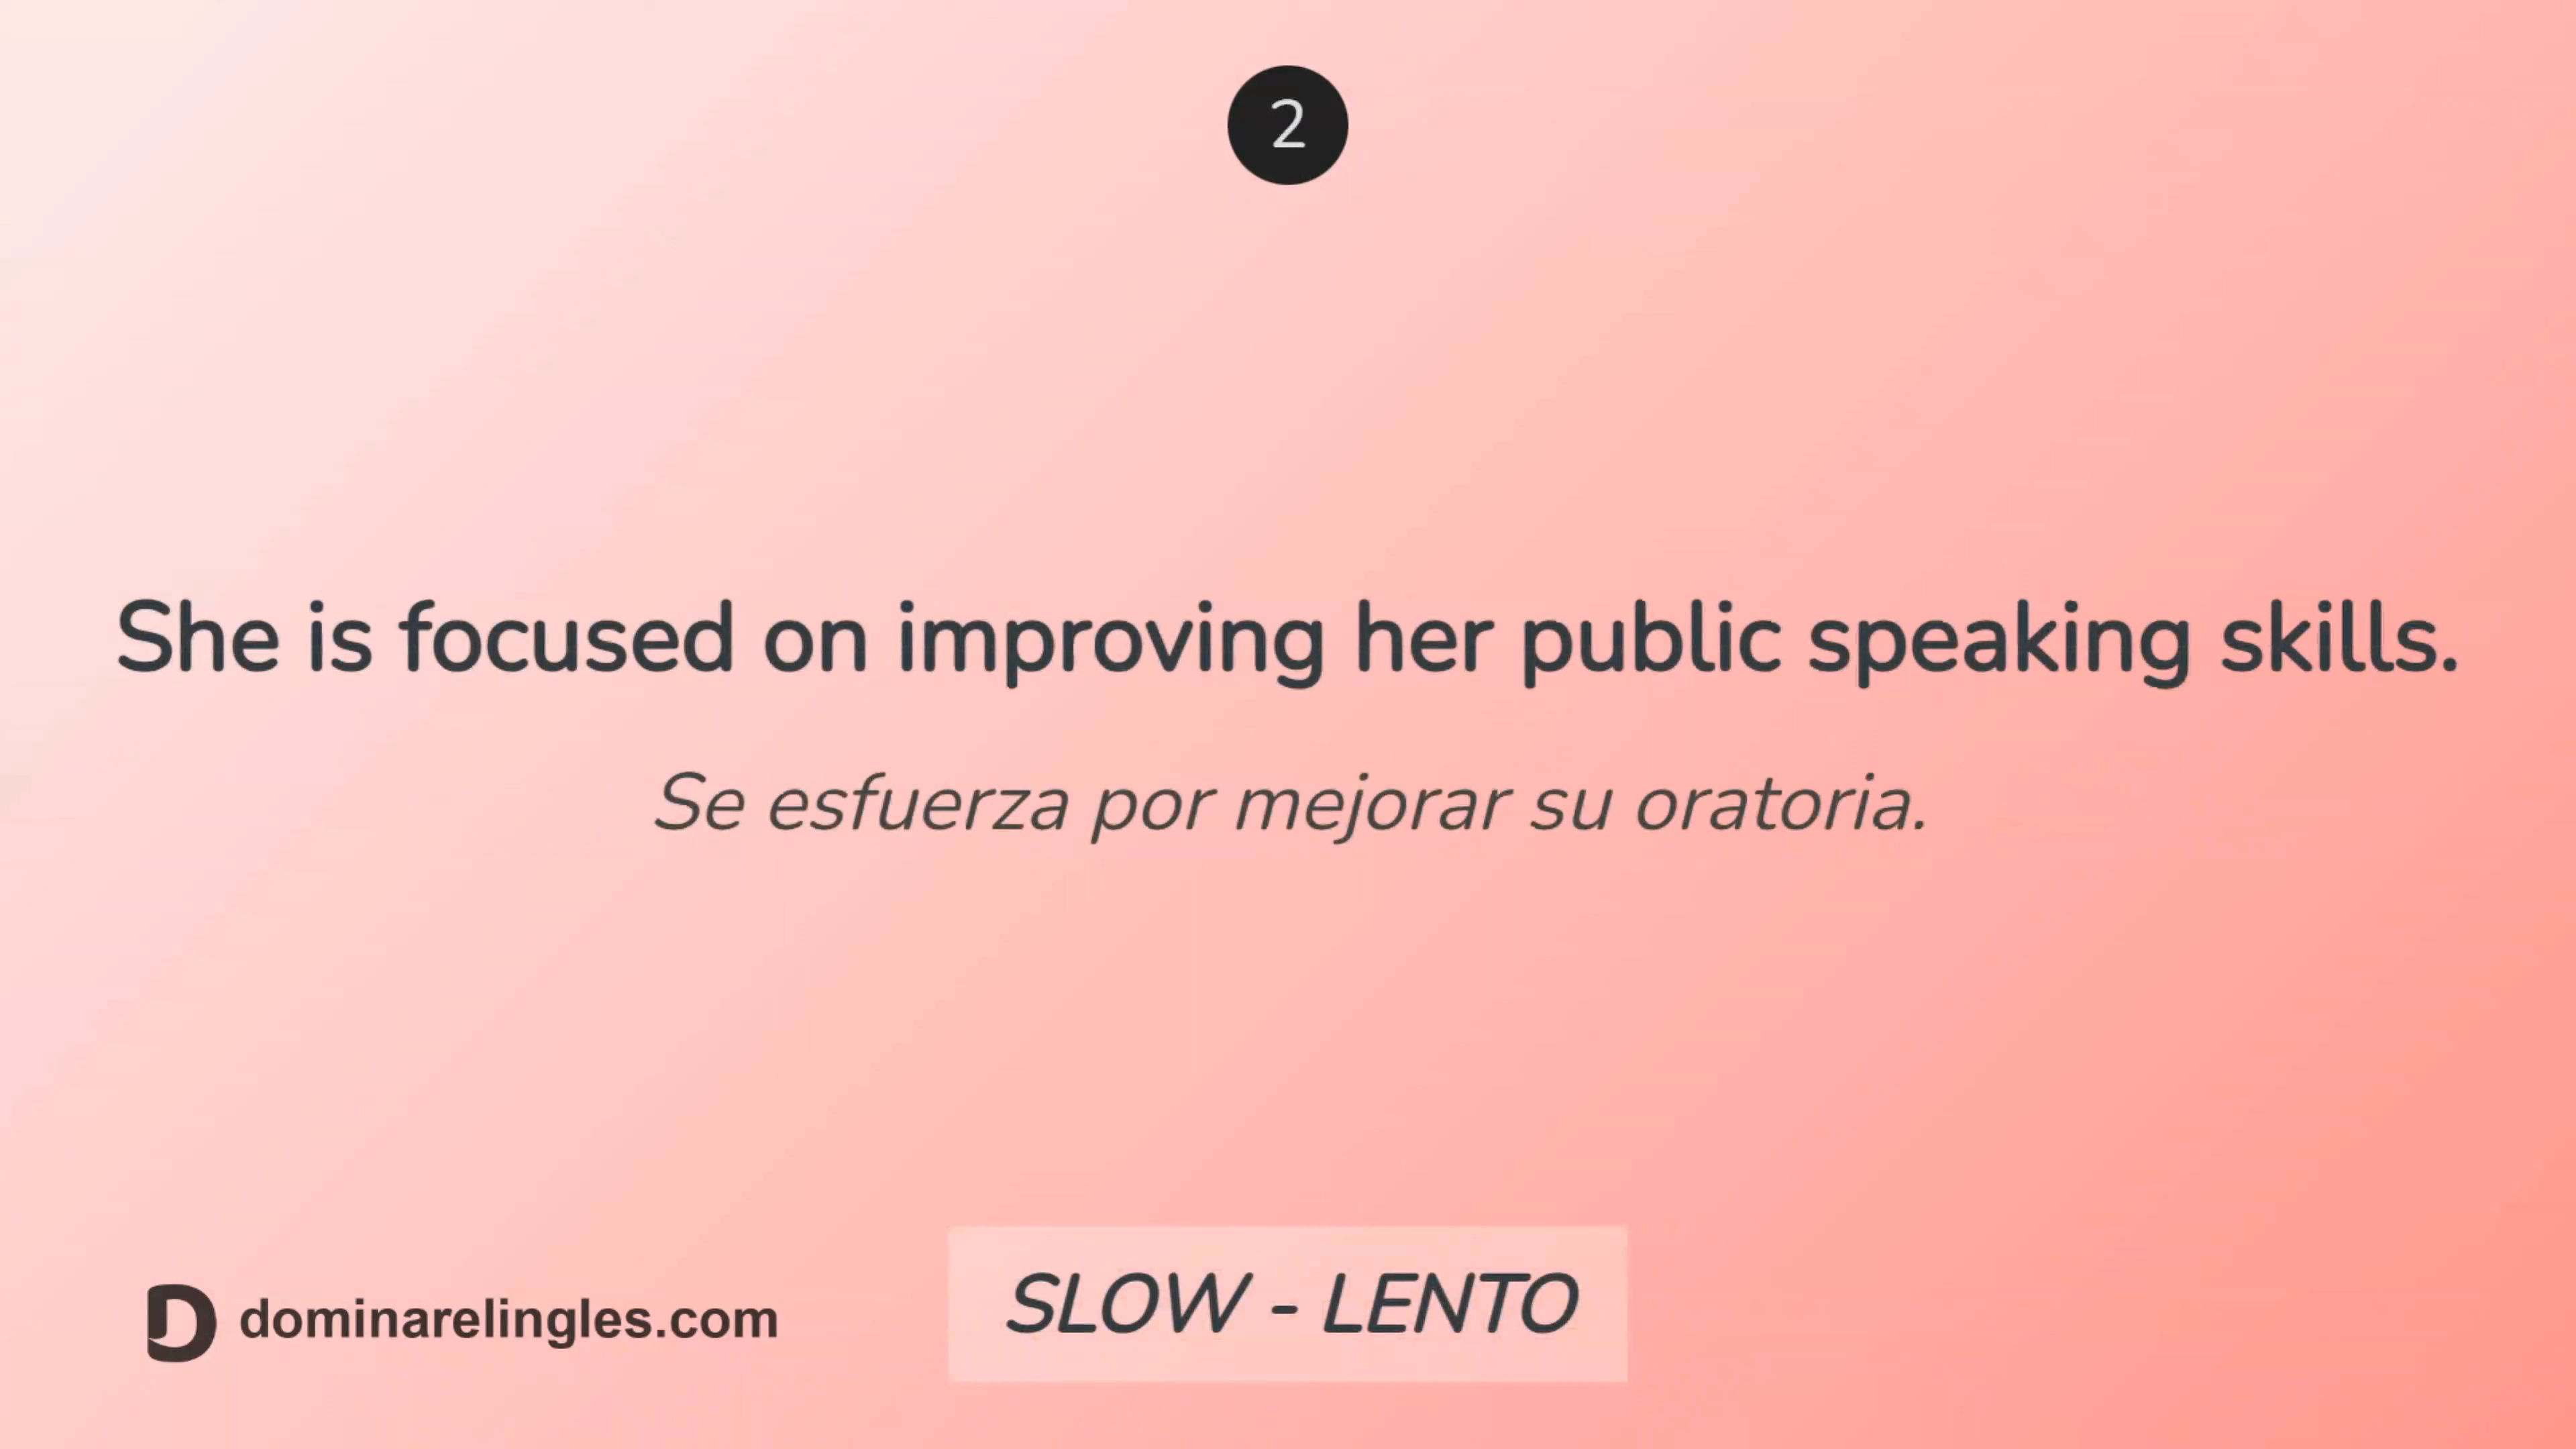 2
She is focused on improving her public speaking skills.
Se esfuerza por mejorar su oratoria.
dominarelingles.com
SLOW - LENTO